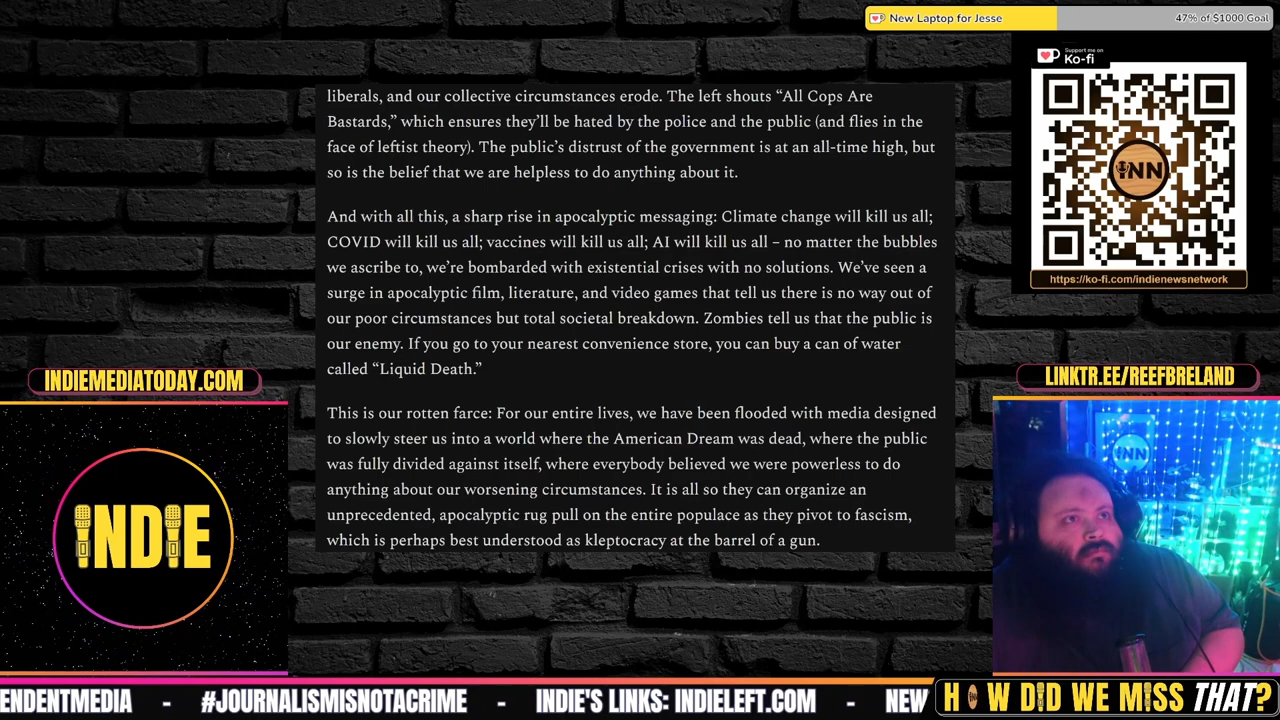 New Laptop for Jesse
47% of $1000 Goal
Support me on
Ko-fi
INN
https://ko-fi.com/indienewsnetwork
liberals, and our collective circumstances erode. The left shouts “All Cops Are
Bastards,” which ensures they’ll be hated by the police and the public (and flies in the
face of leftist theory). The public’s distrust of the government is at an all-time high, but
so is the belief that we are helpless to do anything about it.
And with all this, a sharp rise in apocalyptic messaging: Climate change will kill us all;
COVID will kill us all; vaccines will kill us all; AI will kill us all – no matter the bubbles
we ascribe to, we’re bombarded with existential crises with no solutions. We’ve seen a
surge in apocalyptic film, literature, and video games that tell us there is no way out of
our poor circumstances but total societal breakdown. Zombies tell us that the public is
our enemy. If you go to your nearest convenience store, you can buy a can of water
called “Liquid Death.”
This is our rotten farce: For our entire lives, we have been flooded with media designed
to slowly steer us into a world where the American Dream was dead, where the public
was fully divided against itself, where everybody believed we were powerless to do
anything about our worsening circumstances. It is all so they can organize an
unprecedented, apocalyptic rug pull on the entire populace as they pivot to fascism,
which is perhaps best understood as kleptocracy at the barrel of a gun.
INDIEMEDIATODAY.COM
INDIE
LINKTR.EE/REEFBRELAND
INN
ENDENTMEDIA - #JOURNALISMISNOTACRIME - INDIE'S LINKS: INDIELEFT.COM - NEW
HOW DID WE MISS THAT?